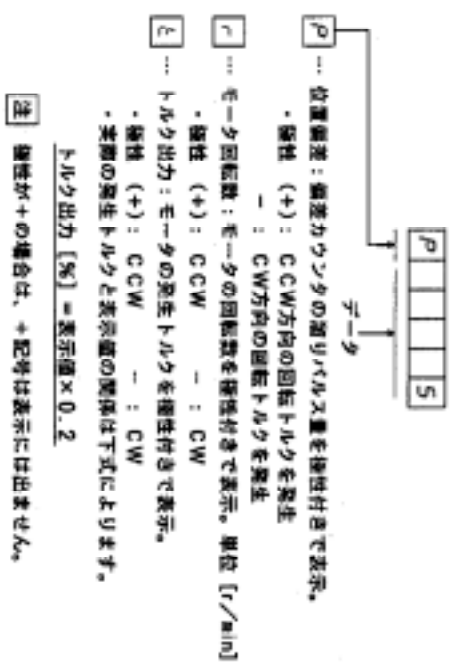 P 5
データ
P … 位置偏差：偏差カウンタの溜りパルス量を極性付きで表示。
・極性 （+）：ＣＣＷ方向の回転トルクを発生
－ ：ＣＷ方向の回転トルクを発生
r … モータ回転数：モータの回転数を極性付きで表示。単位［r/min］
・極性 （+）：ＣＣＷ － ：ＣＷ
t … トルク出力：モータの発生トルクを極性付きで表示。
・極性 （+）：ＣＣＷ － ：ＣＷ
・実際の発生トルクと表示値の関係は下式によります。
トルク出力［%］＝表示値×０.２
注 極性が＋の場合は、＋記号は表示には出ません。